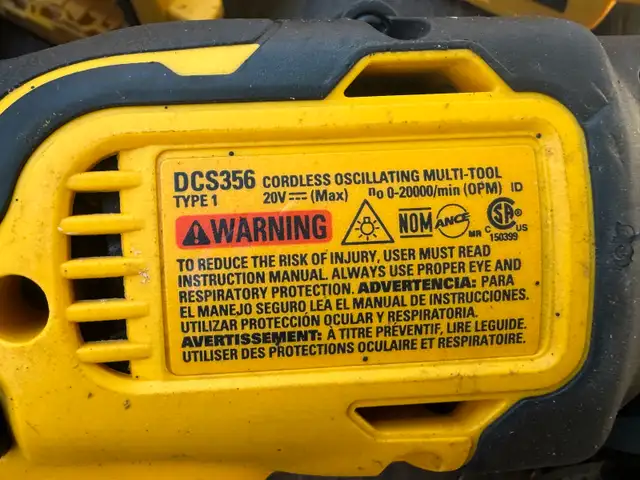 DCS356 CORDLESS OSCILLATING MULTI-TOOL
TYPE 1 20V⎓(Max) n₀ 0-20000/min (OPM) ID
WARNING
NOM ANCE MR C SA US
150399
TO REDUCE THE RISK OF INJURY, USER MUST READ
INSTRUCTION MANUAL. ALWAYS USE PROPER EYE AND
RESPIRATORY PROTECTION. ADVERTENCIA: PARA
EL MANEJO SEGURO LEA EL MANUAL DE INSTRUCCIONES.
UTILIZAR PROTECCIÓN OCULAR Y RESPIRATORIA.
AVERTISSEMENT: À TITRE PRÉVENTIF, LIRE LEGUIDE.
UTILISER DES PROTECTIONS OCULAIRE ET RESPIRATOIRE.